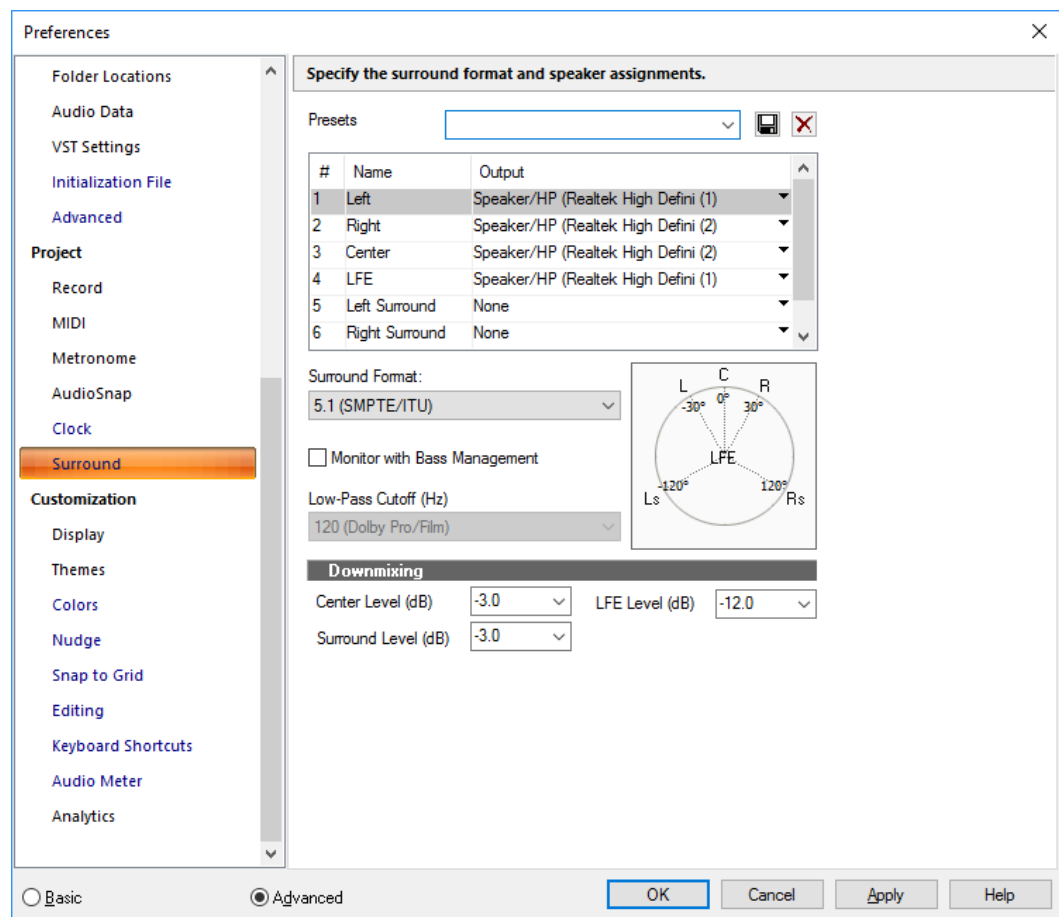 Preferences
Folder Locations
Audio Data
VST Settings
Initialization File
Advanced
Project
Record
MIDI
Metronome
AudioSnap
Clock
Surround
Customization
Display
Themes
Colors
Nudge
Snap to Grid
Editing
Keyboard Shortcuts
Audio Meter
Analytics
Basic
Advanced
Specify the surround format and speaker assignments.
Presets
# Name Output
1 Left Speaker/HP (Realtek High Defini (1)
2 Right Speaker/HP (Realtek High Defini (2)
3 Center Speaker/HP (Realtek High Defini (2)
4 LFE Speaker/HP (Realtek High Defini (1)
5 Left Surround None
6 Right Surround None
Surround Format:
5.1 (SMPTE/ITU)
Monitor with Bass Management
Low-Pass Cutoff (Hz)
120 (Dolby Pro/Film)
L C R
-30° 0° 30°
LFE
-120° 120°
Ls Rs
Downmixing
Center Level (dB) -3.0 LFE Level (dB) -12.0
Surround Level (dB) -3.0
OK Cancel Apply Help